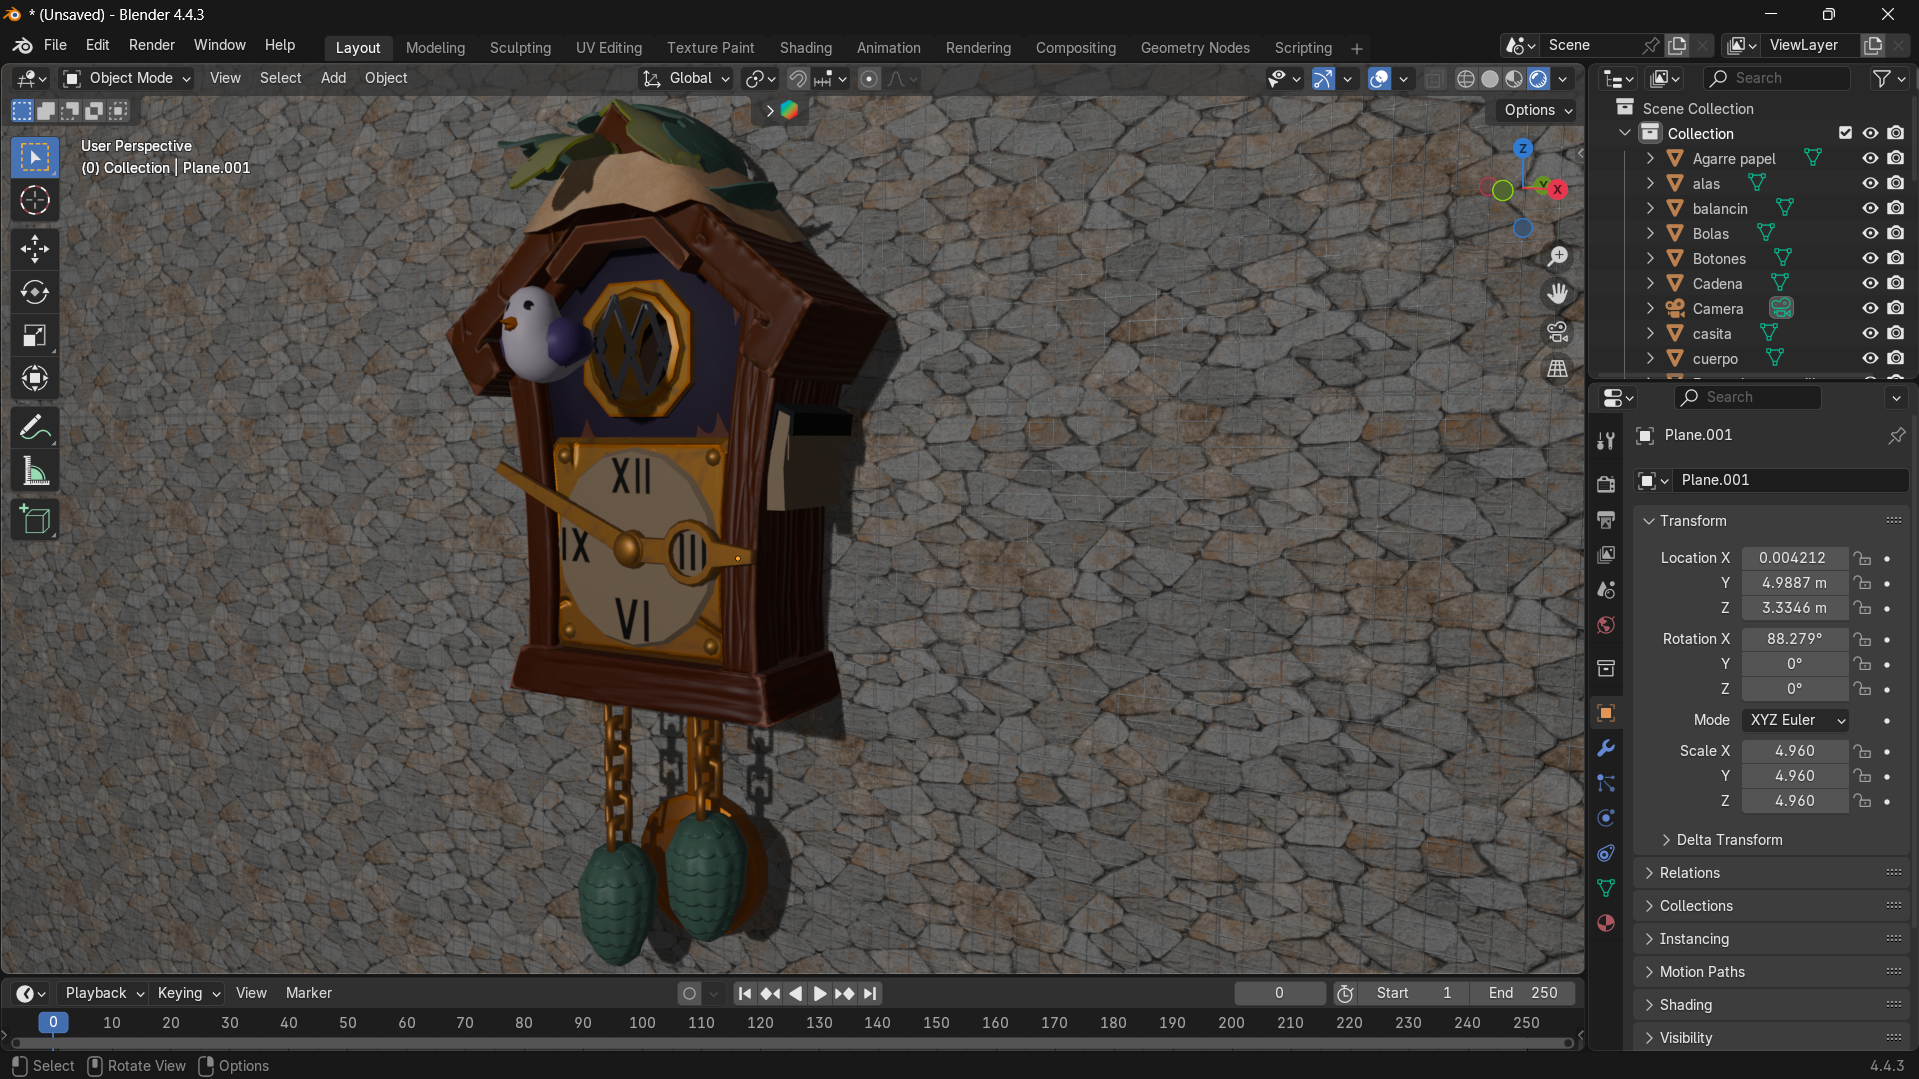 * (Unsaved) - Blender 4.4.3
File Edit Render Window Help
Layout Modeling Sculpting UV Editing Texture Paint Shading Animation Rendering Compositing Geometry Nodes Scripting +
Scene
ViewLayer
Object Mode View Select Add Object
Global
Search
Options
User Perspective
(0) Collection | Plane.001
Z
Y
X
Scene Collection
Collection
Agarre papel
alas
balancin
Bolas
Botones
Cadena
Camera
casita
cuerpo
Search
Plane.001
Plane.001
Transform
Location X 0.004212
Y 4.9887 m
Z 3.3346 m
Rotation X 88.279°
Y 0°
Z 0°
Mode XYZ Euler
Scale X 4.960
Y 4.960
Z 4.960
Delta Transform
Relations
Collections
Instancing
Motion Paths
Shading
Visibility
XII
IX III
VI
Playback Keying View Marker
0 Start 1 End 250
0 10 20 30 40 50 60 70 80 90 100 110 120 130 140 150 160 170 180 190 200 210 220 230 240 250
Select Rotate View Options
4.4.3